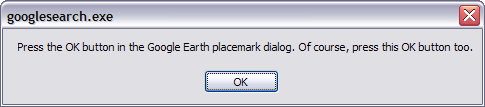 googlesearch.exe
Press the OK button in the Google Earth placemark dialog. Of course, press this OK button too.
OK